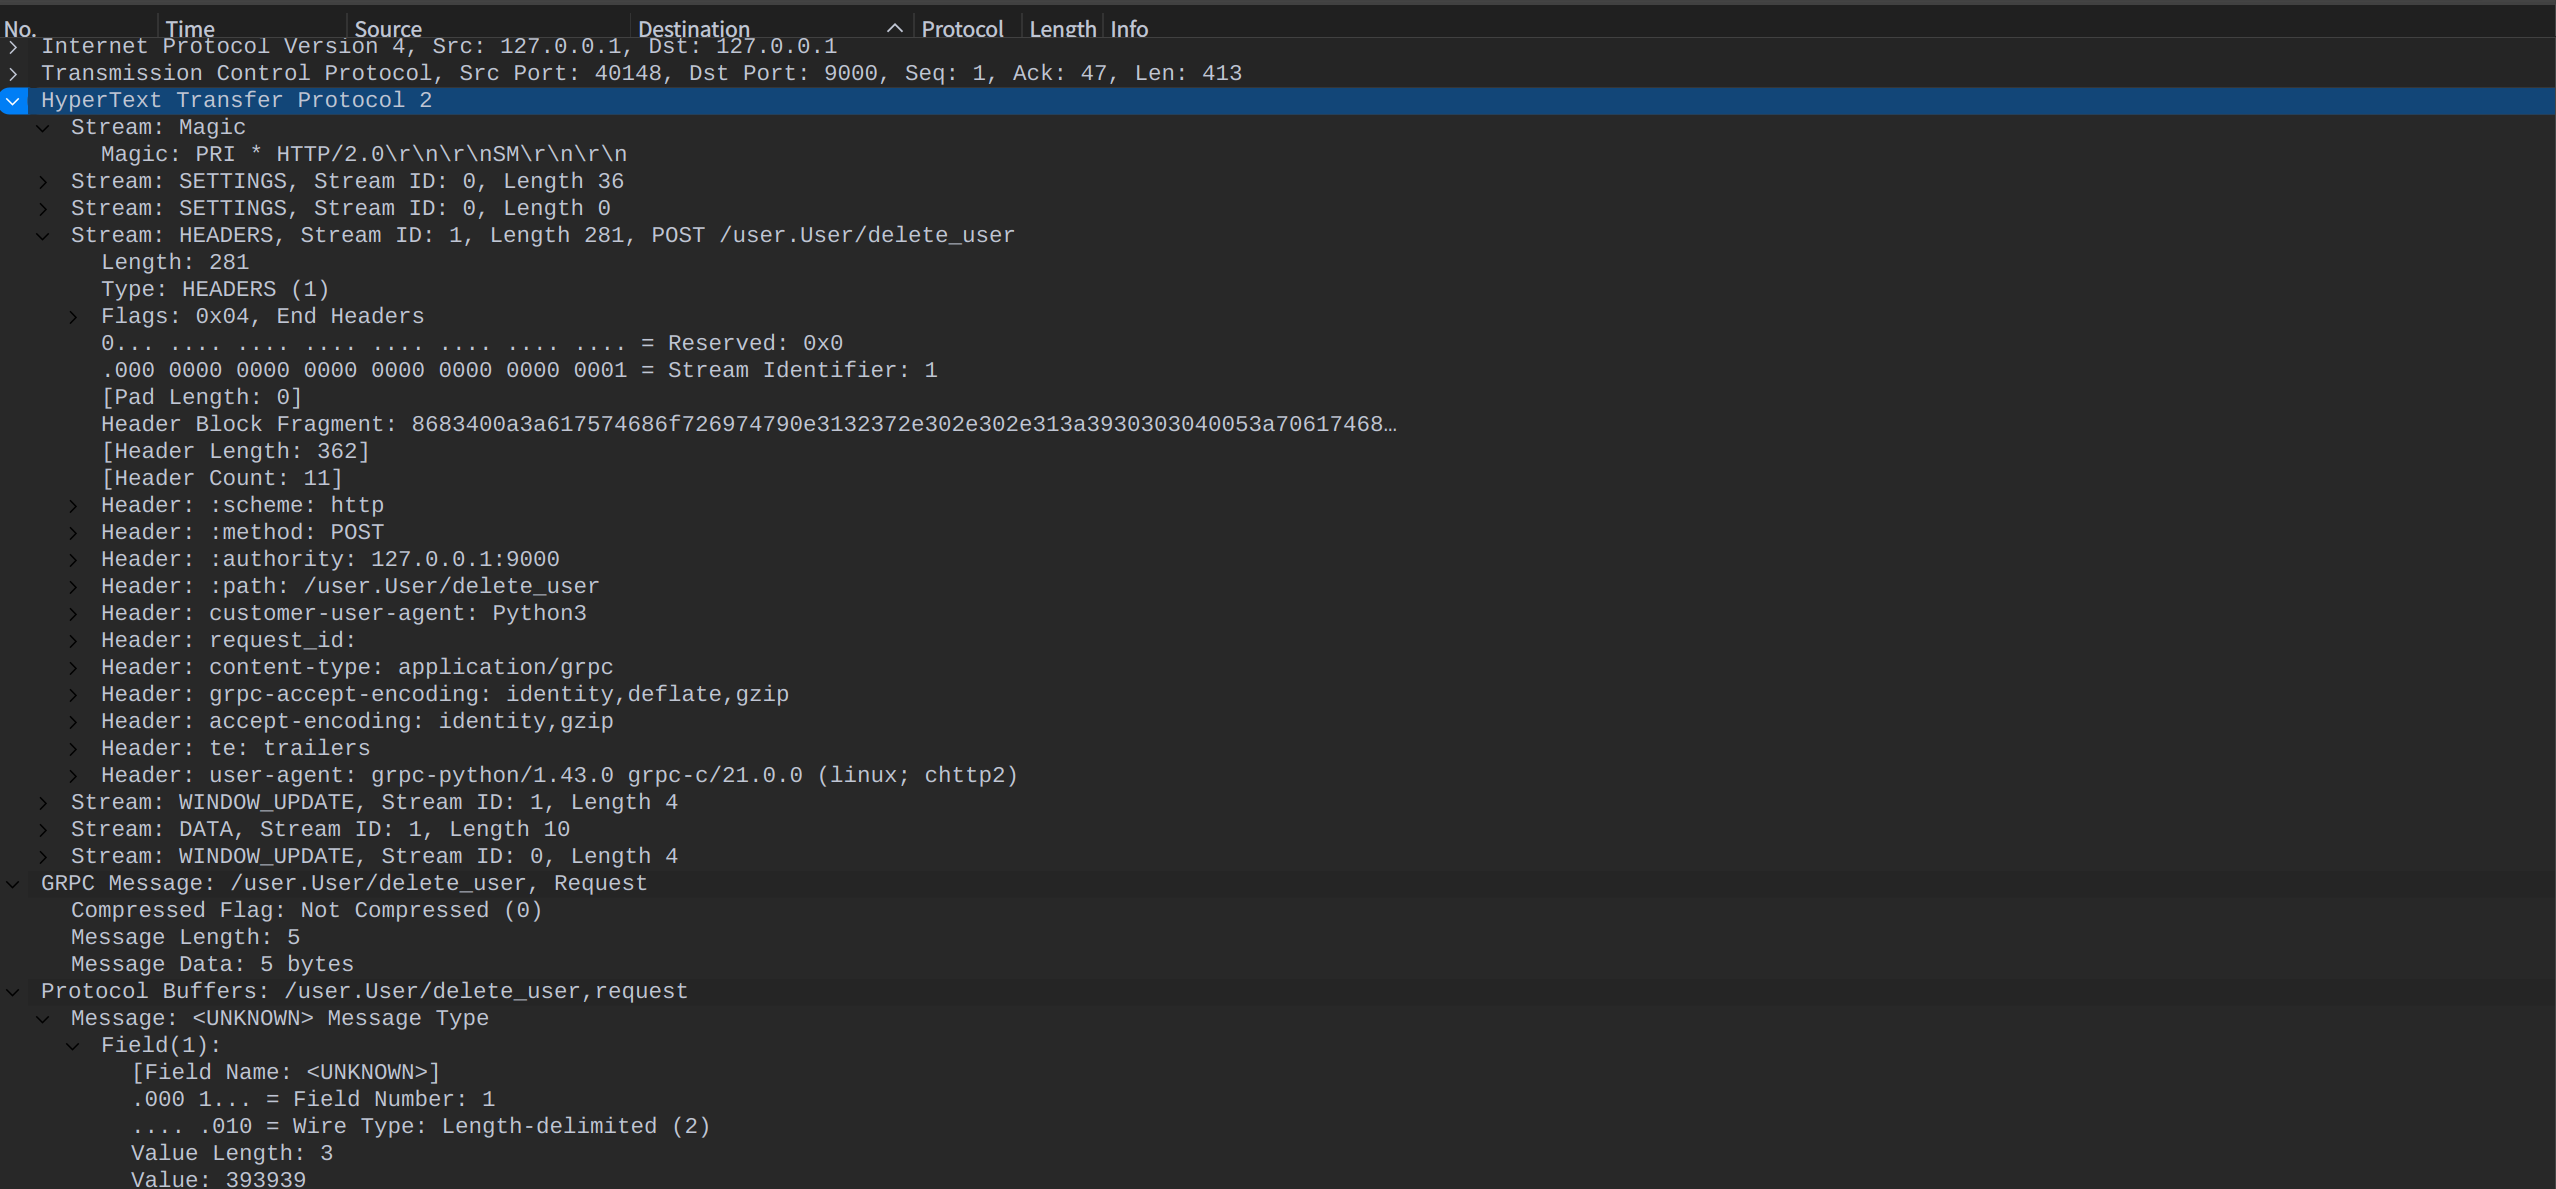 No. Time Source Destination Protocol Length Info
Internet Protocol Version 4, Src: 127.0.0.1, Dst: 127.0.0.1
Transmission Control Protocol, Src Port: 40148, Dst Port: 9000, Seq: 1, Ack: 47, Len: 413
HyperText Transfer Protocol 2
Stream: Magic
Magic: PRI * HTTP/2.0\r\n\r\nSM\r\n\r\n
Stream: SETTINGS, Stream ID: 0, Length 36
Stream: SETTINGS, Stream ID: 0, Length 0
Stream: HEADERS, Stream ID: 1, Length 281, POST /user.User/delete_user
Length: 281
Type: HEADERS (1)
Flags: 0x04, End Headers
0... .... .... .... .... .... .... .... = Reserved: 0x0
.000 0000 0000 0000 0000 0000 0000 0001 = Stream Identifier: 1
[Pad Length: 0]
Header Block Fragment: 8683400a3a617574686f726974790e3132372e302e302e313a3930303040053a70617468…
[Header Length: 362]
[Header Count: 11]
Header: :scheme: http
Header: :method: POST
Header: :authority: 127.0.0.1:9000
Header: :path: /user.User/delete_user
Header: customer-user-agent: Python3
Header: request_id:
Header: content-type: application/grpc
Header: grpc-accept-encoding: identity,deflate,gzip
Header: accept-encoding: identity,gzip
Header: te: trailers
Header: user-agent: grpc-python/1.43.0 grpc-c/21.0.0 (linux; chttp2)
Stream: WINDOW_UPDATE, Stream ID: 1, Length 4
Stream: DATA, Stream ID: 1, Length 10
Stream: WINDOW_UPDATE, Stream ID: 0, Length 4
GRPC Message: /user.User/delete_user, Request
Compressed Flag: Not Compressed (0)
Message Length: 5
Message Data: 5 bytes
Protocol Buffers: /user.User/delete_user,request
Message: <UNKNOWN> Message Type
Field(1):
[Field Name: <UNKNOWN>]
.000 1... = Field Number: 1
.... .010 = Wire Type: Length-delimited (2)
Value Length: 3
Value: 393939